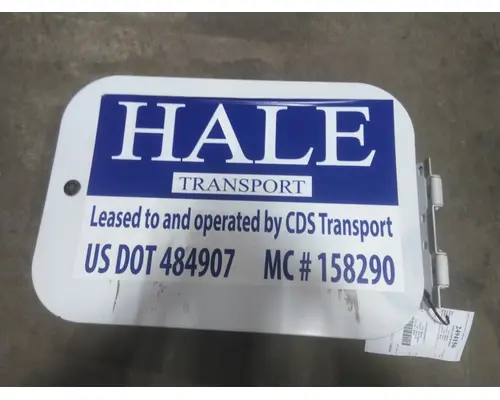 HALE
TRANSPORT
Leased to and operated by CDS Transport
US DOT 484907 MC # 158290